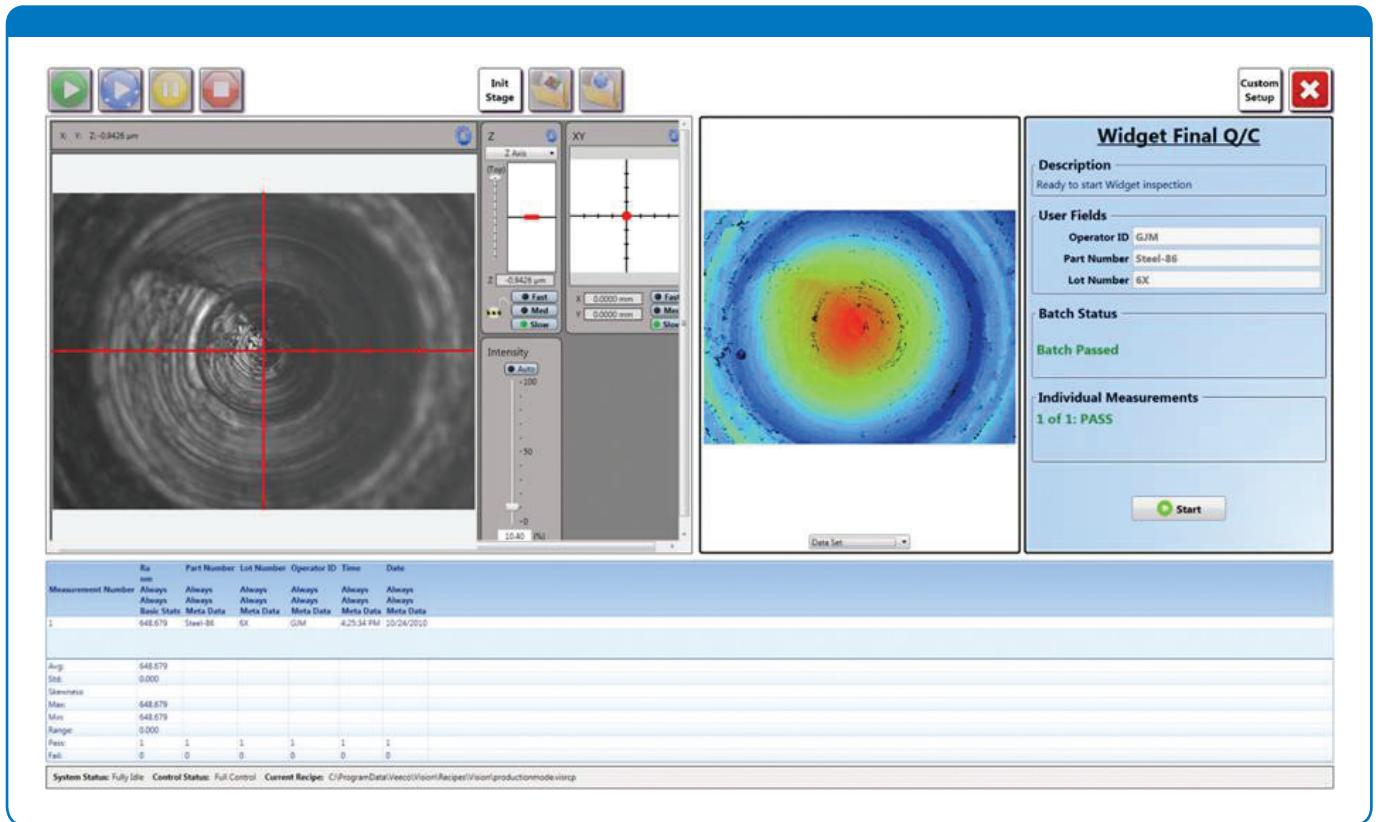 Init
Stage
Custom
Setup
X: Y: Z:-0.9426 µm
Z
Z Axis
(Top)
Z -0.9426 µm
Fast
Med
Slow
XY
X 0.0000 mm
Y 0.0000 mm
Fast
Med
Slow
Intensity
Auto
-100
-50
-0
10.40 (%)
Data Set
Widget Final Q/C
Description
Ready to start Widget inspection
User Fields
Operator ID GJM
Part Number Steel-86
Lot Number 6X
Batch Status
Batch Passed
Individual Measurements
1 of 1: PASS
Start
Ra Part Number Lot Number Operator ID Time Date
nm
Measurement Number Always Always Always Always Always Always
Always Always Always Always Always Always
Basic Stats Meta Data Meta Data Meta Data Meta Data Meta Data
1 648.679 Steel-86 6X GJM 4:25:34 PM 10/24/2010
Avg: 648.679
Std: 0.000
Skewness:
Max: 648.679
Min: 648.679
Range: 0.000
Pass: 1 1 1 1 1 1
Fail: 0 0 0 0 0 0
System Status: Fully Idle Control Status: Full Control Current Recipe: C:\ProgramData\Veeco\Vision\Recipes\Vision\productionmode.visrcp